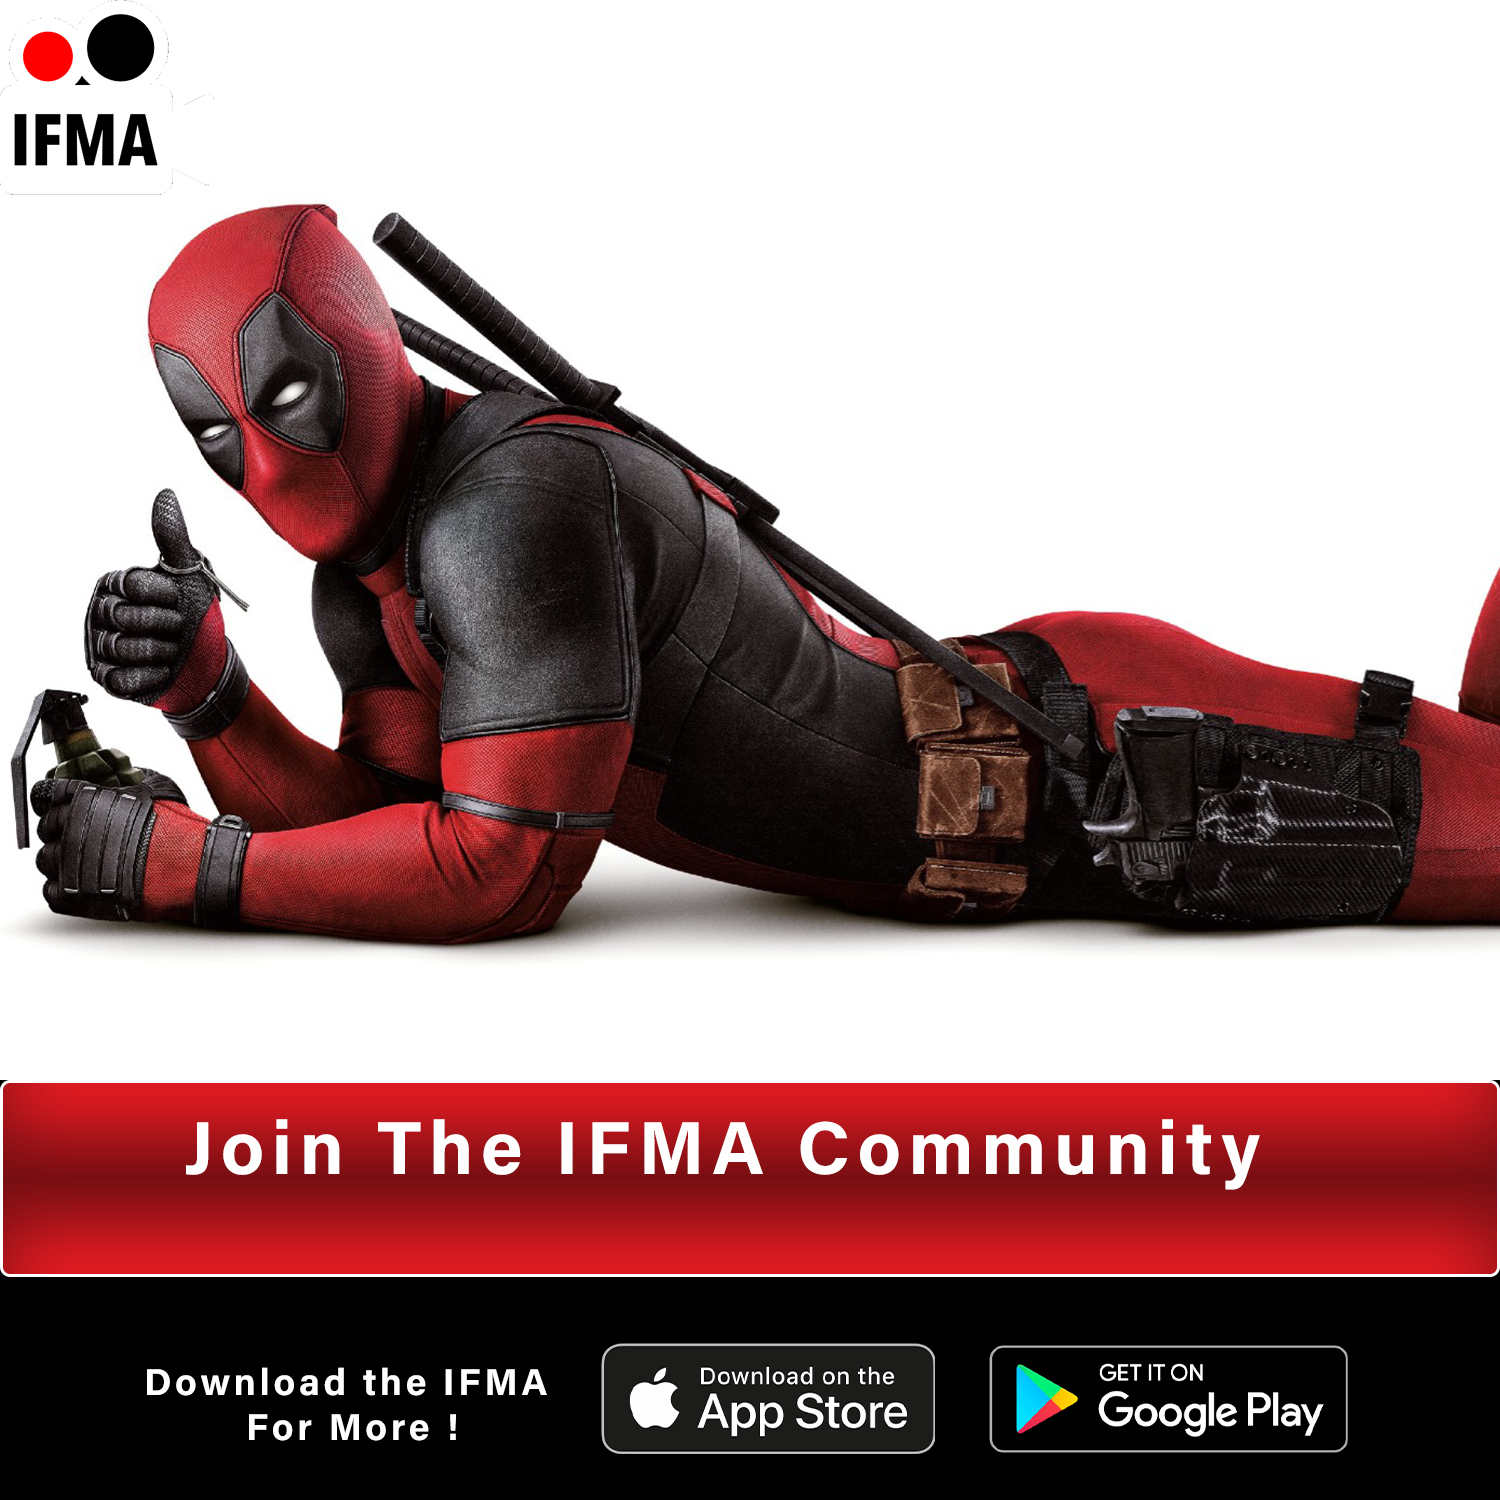 IFMA
Join The IFMA Community
Download the IFMA
For More !
Download on the
App Store
GET IT ON
Google Play